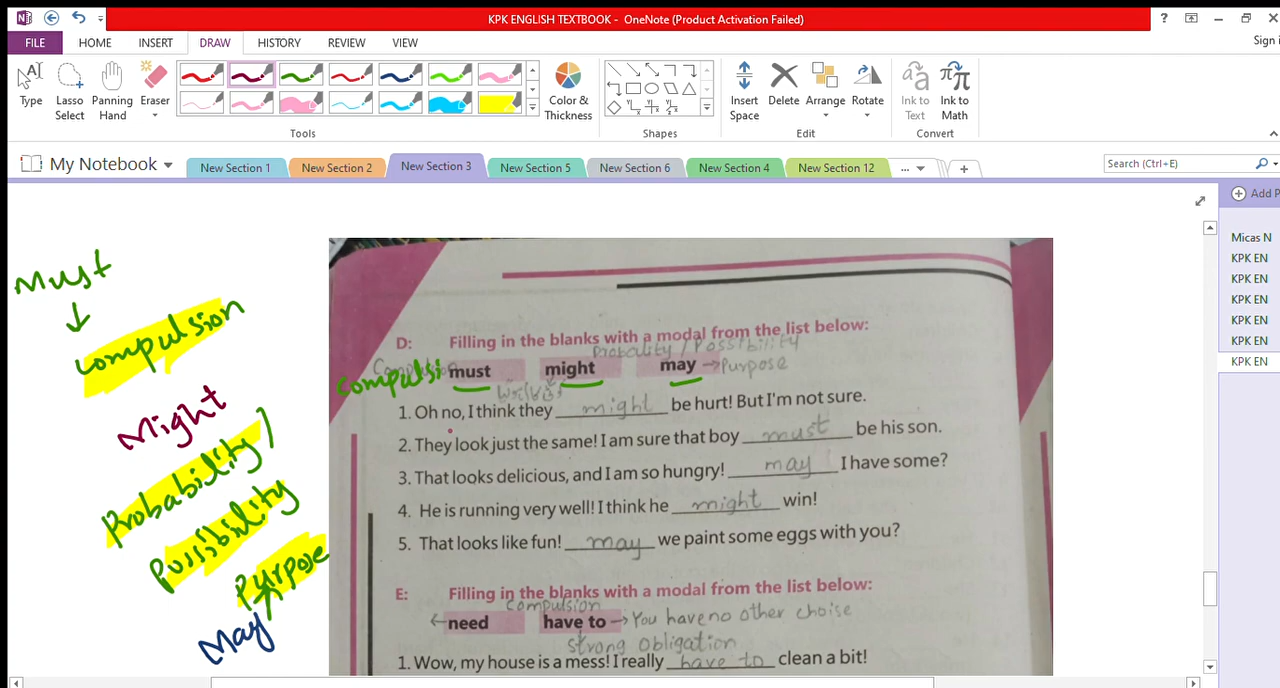 KPK ENGLISH TEXTBOOK - OneNote (Product Activation Failed)
FILE HOME INSERT DRAW HISTORY REVIEW VIEW Sign i
Type Lasso Select Panning Hand Eraser Color & Thickness Insert Space Delete Arrange Rotate Ink to Text Ink to Math
Tools Shapes Edit Convert
My Notebook New Section 1 New Section 2 New Section 3 New Section 5 New Section 6 New Section 4 New Section 12 ... Search (Ctrl+E)
Add P
Micas N
KPK EN
KPK EN
KPK EN
KPK EN
KPK EN
KPK EN
Must
compulsion
Might
Probability/
Possibility
Purpose
May
D: Filling in the blanks with a modal from the list below:
Probality / Possibility
compulsi must might may → Purpose
1. Oh no, I think they might be hurt! But I'm not sure.
2. They look just the same! I am sure that boy must be his son.
3. That looks delicious, and I am so hungry! may I have some?
4. He is running very well! I think he might win!
5. That looks like fun! may we paint some eggs with you?
E: Filling in the blanks with a modal from the list below:
compulsion
← need have to → You have no other choise
strong obligation
1. Wow, my house is a mess! I really have to clean a bit!